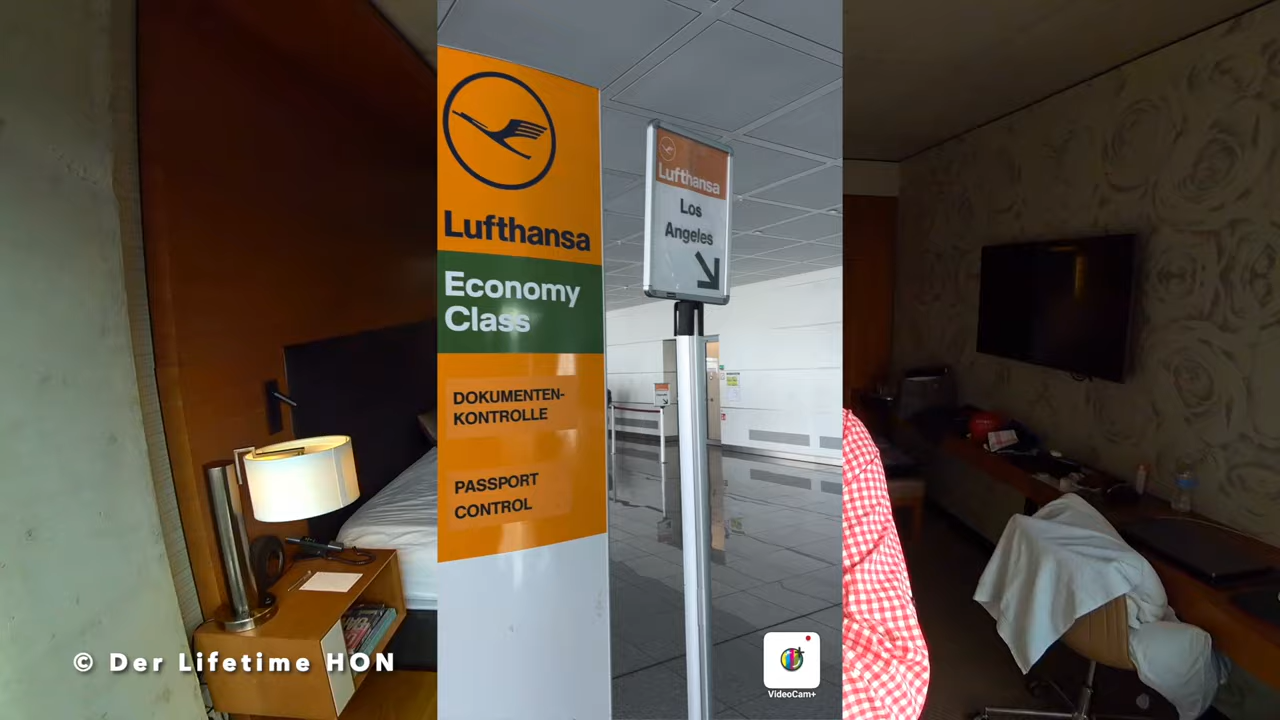 Lufthansa
Economy
Class
DOKUMENTEN-
KONTROLLE
PASSPORT
CONTROL
Lufthansa
Los
Angeles
© Der Lifetime HON
VideoCam+